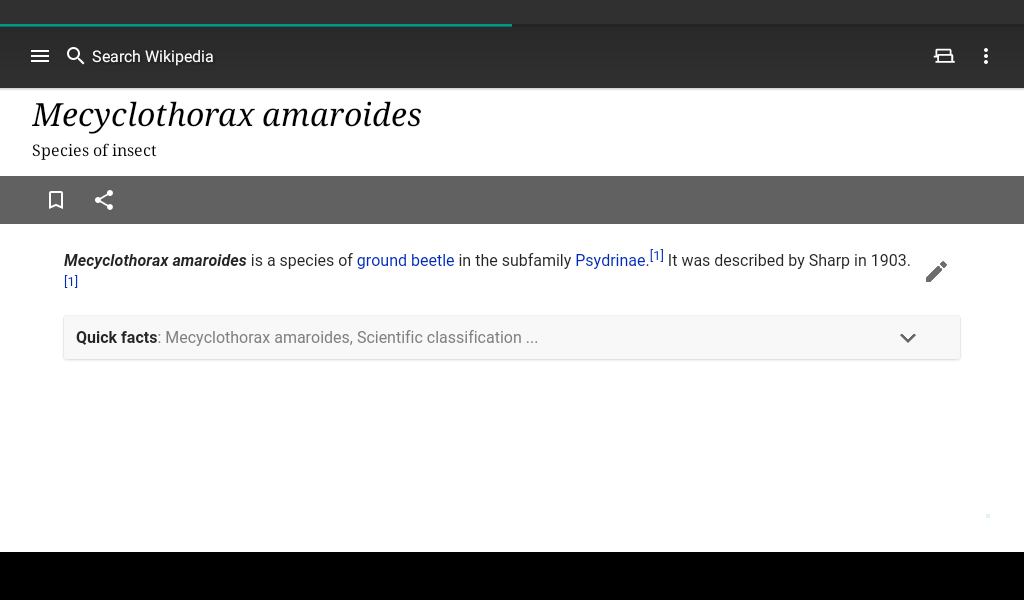 Search Wikipedia
Mecyclothorax amaroides
Species of insect
Mecyclothorax amaroides is a species of ground beetle in the subfamily Psydrinae.[1] It was described by Sharp in 1903.
[1]
Quick facts: Mecyclothorax amaroides, Scientific classification ...